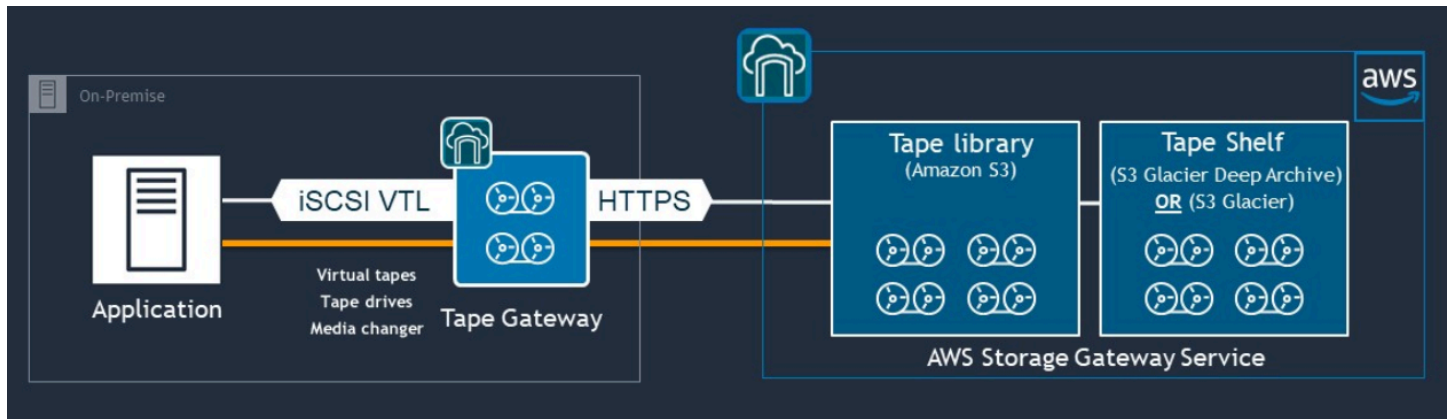 On-Premise
aws
Tape library
(Amazon S3)
Tape Shelf
(S3 Glacier Deep Archive)
OR (S3 Glacier)
iSCSI VTL
HTTPS
Virtual tapes
Tape drives
Media changer
Application
Tape Gateway
AWS Storage Gateway Service